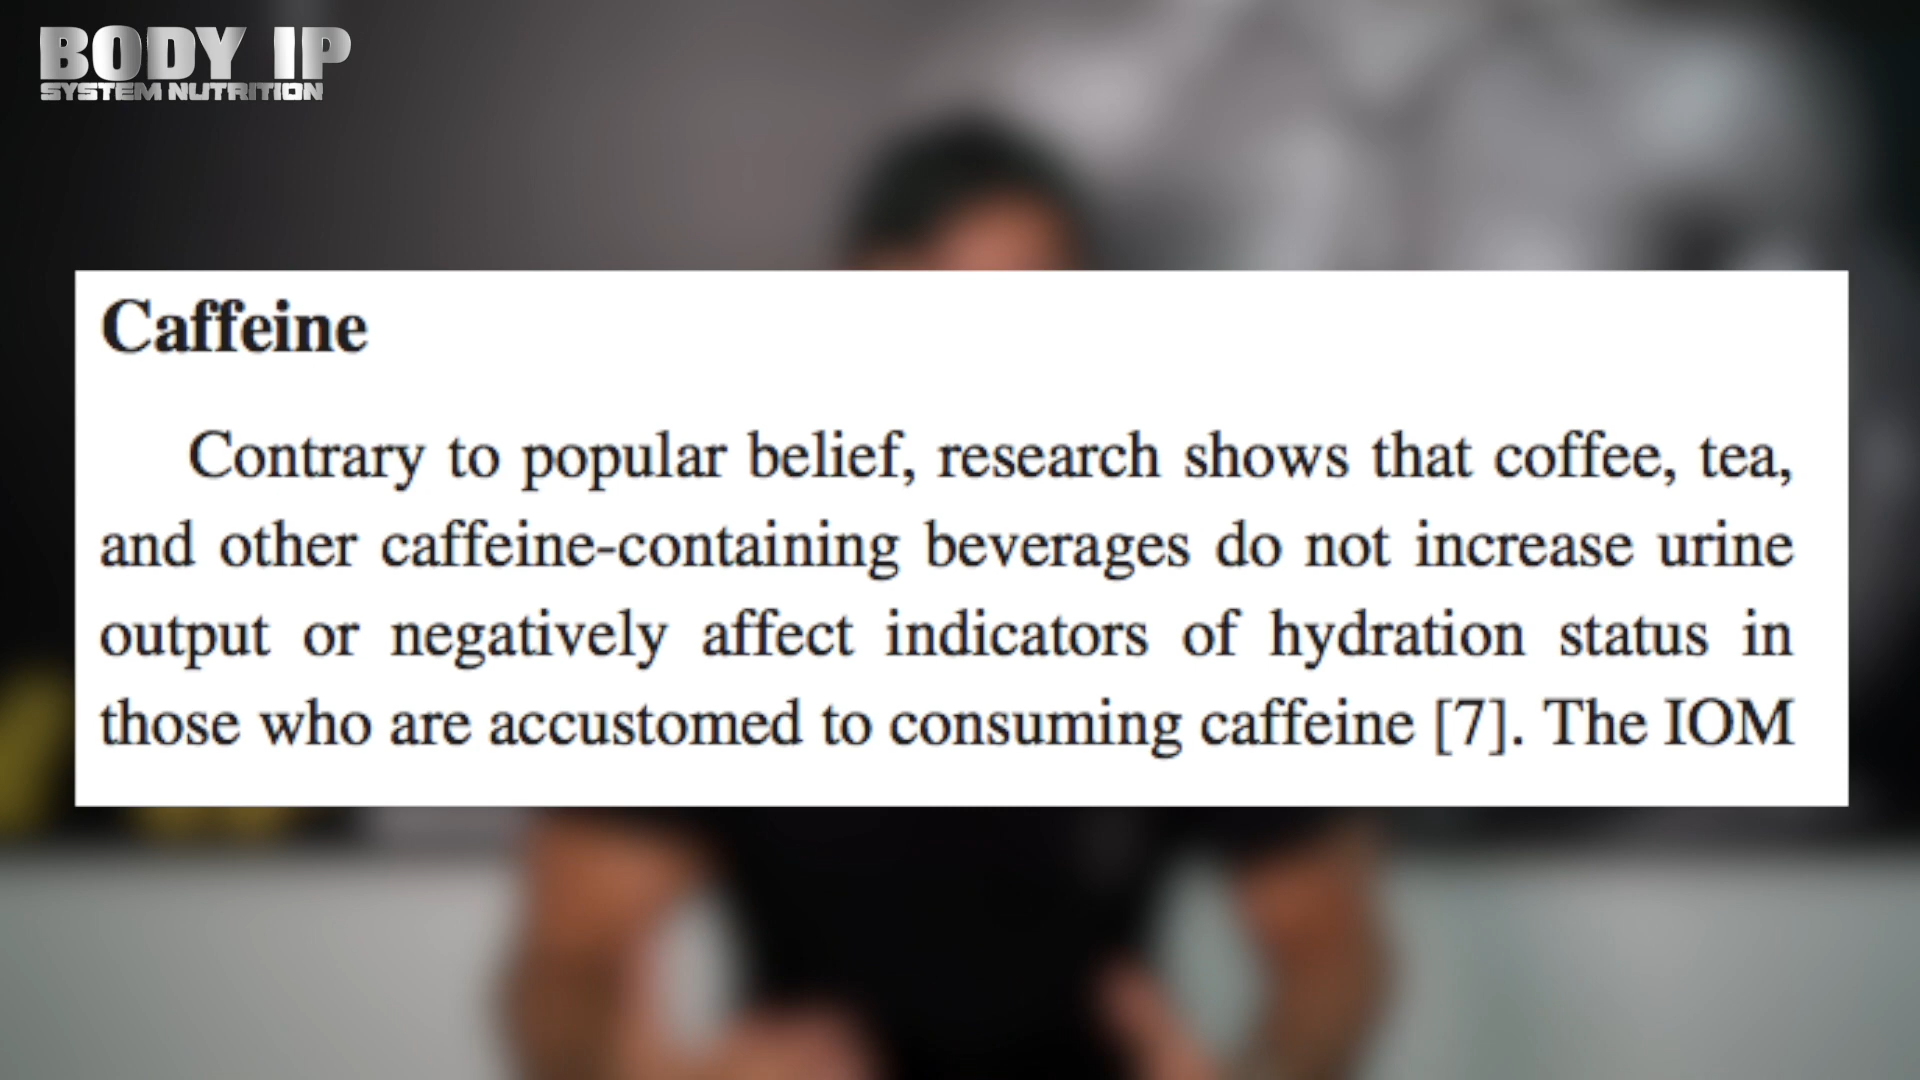 BODY IP
SYSTEM NUTRITION
Caffeine
Contrary to popular belief, research shows that coffee, tea,
and other caffeine-containing beverages do not increase urine
output or negatively affect indicators of hydration status in
those who are accustomed to consuming caffeine [7]. The IOM